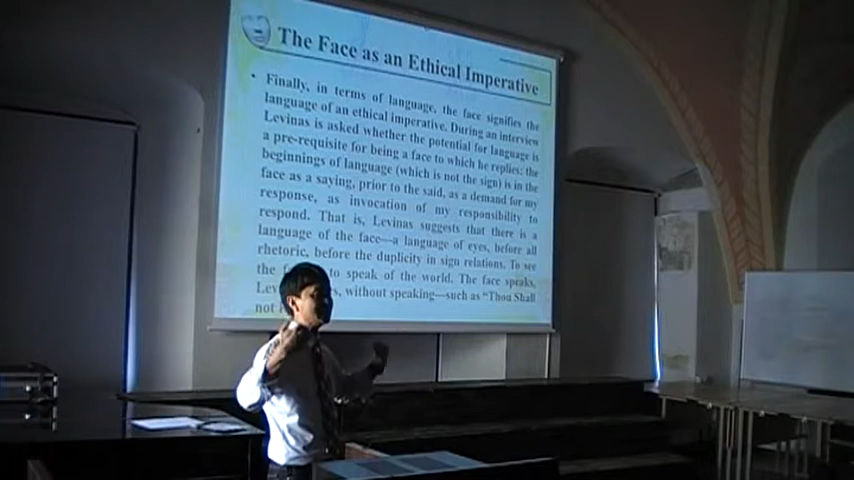 The Face as an Ethical Imperative
• Finally, in terms of language, the face signifies the
language of an ethical imperative. During an interview
Levinas is asked whether the potential for language is
a pre-requisite for being a face to which he replies: the
beginnings of language (which is not the sign) is in the
face as a saying, prior to the said, as a demand for my
response, as invocation of my responsibility to
respond. That is, Levinas suggests that there is a
language of the face—a language of eyes, before all
rhetoric, before the duplicity in sign relations. To see
the to speak of the world. The face speaks,
without speaking—such as “Thou Shall
not